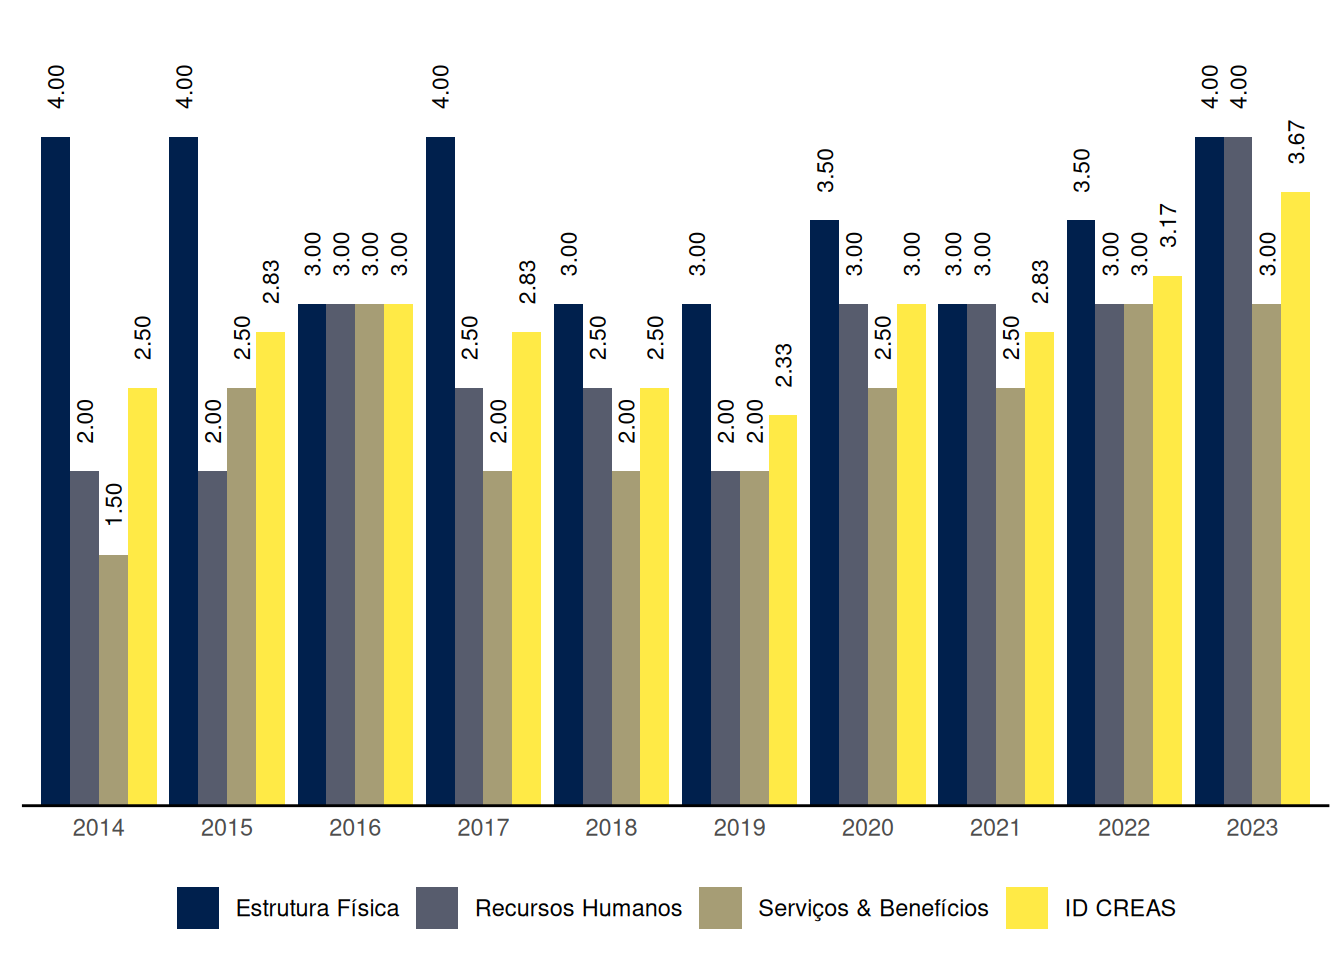 4.00 2.00 1.50 2.50
4.00 2.00 2.50 2.83
3.00 3.00 3.00 3.00
4.00 2.50 2.00 2.83
3.00 2.50 2.00 2.50
3.00 2.00 2.00 2.33
3.50 3.00 2.50 3.00
3.00 3.00 2.50 2.83
3.50 3.00 3.00 3.17
4.00 4.00 3.00 3.67
2014 2015 2016 2017 2018 2019 2020 2021 2022 2023
Estrutura Física Recursos Humanos Serviços & Benefícios ID CREAS